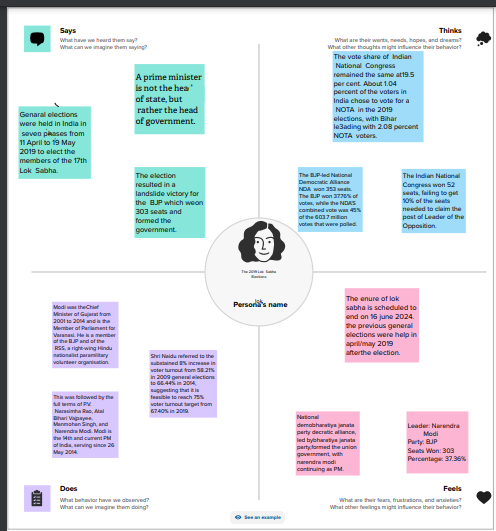 Says
What have we heard them say?
What can we imagine them saying?
Thinks
What are their wants, needs, hopes, and dreams?
What other thoughts might influence their behavior?
A prime minister
is not the hea
of state, but
rather the head
of government.
General elections
were held in India in
seven phases from
11 April to 19 May
2019 to elect the
members of the 17th
Lok Sabha.
The election
resulted in a
landslide victory for
the BJP which weon
303 seats and
formed the
government.
The vote share of Indian
National Congress
remained the same at19.5
per cent. About 1.04
percent of the voters in
India chose to vote for a
NOTA in the 2019
elections, with Bihar
le3ading with 2.08 percent
NOTA voters.
The BJP-led National
Democratic Alliance
NDA won 353 seats.
The BJP won 37.76% of
votes, while the NDA'S
combined vote was 45%
of the 603.7 million
votes that were polled.
The Indian National
Congress won 52
seats, failing to get
10% of the seats
needed to claim the
post of Leader of the
Opposition.
The 2019 Lok Sabha
Elections
lok
Persona's name
Modi was theChief
Minister of Gujarat from
2001 to 2014 and is the
Member of Parliament for
Varanasi. He is a member
of the BJP and of the
RSS, a right-wing Hindu
nationalist paramilitary
volunteer organisation.
This was followed by the
full terms of P.V.
Narasimha Rao, Atal
Bihari Vajpayee,
Manmohan Singh, and
Narendra Modi. Modi is
the 14th and current PM
of India, serving since 26
May 2014.
Shri Naidu referred to the
substained 8% increase in
voter turnout from 58.21%
in 2009 general elections
to 66.44% in 2014,
suggesting that it is
feasible to reach 75%
voter turnout target from
67.40% in 2019.
The enure of lok
sabha is scheduled to
end on 16 june 2024.
the previous general
elections were help in
april/may 2019
afterthe election.
National
demobharatiya janata
party decratic alliance,
led bybharatiya janata
party,formed the union
government, with
narendra modi
continuing as PM.
Leader: Narendra
Modi
Party: BJP
Seats Won: 303
Percentage: 37.36%
Does
What behavior have we observed?
What can we imagine them doing?
See an example
Feels
What are their fears, frustrations, and anxieties?
What other feelings might influence their behavior?